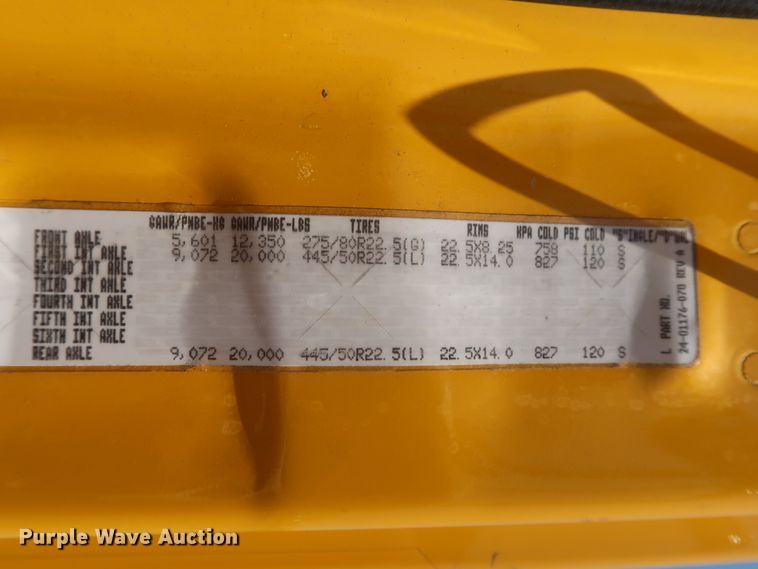 GAWR/PNBE-KG GAWR/PNBE-LBS TIRES RIMS KPA COLD PSI COLD "S"INGLE/"D"UAL
FRONT AXLE 5,601 12,350 275/80R22.5(G) 22.5X8.25 758 110 S
FIRST INT AXLE 9,072 20,000 445/50R22.5(L) 22.5X14.0 827 120 S
SECOND INT AXLE
THIRD INT AXLE
FOURTH INT AXLE
FIFTH INT AXLE
SIXTH INT AXLE
REAR AXLE 9,072 20,000 445/50R22.5(L) 22.5X14.0 827 120 S
L PART NO.
24-01176-070 REV A
Purple Wave Auction